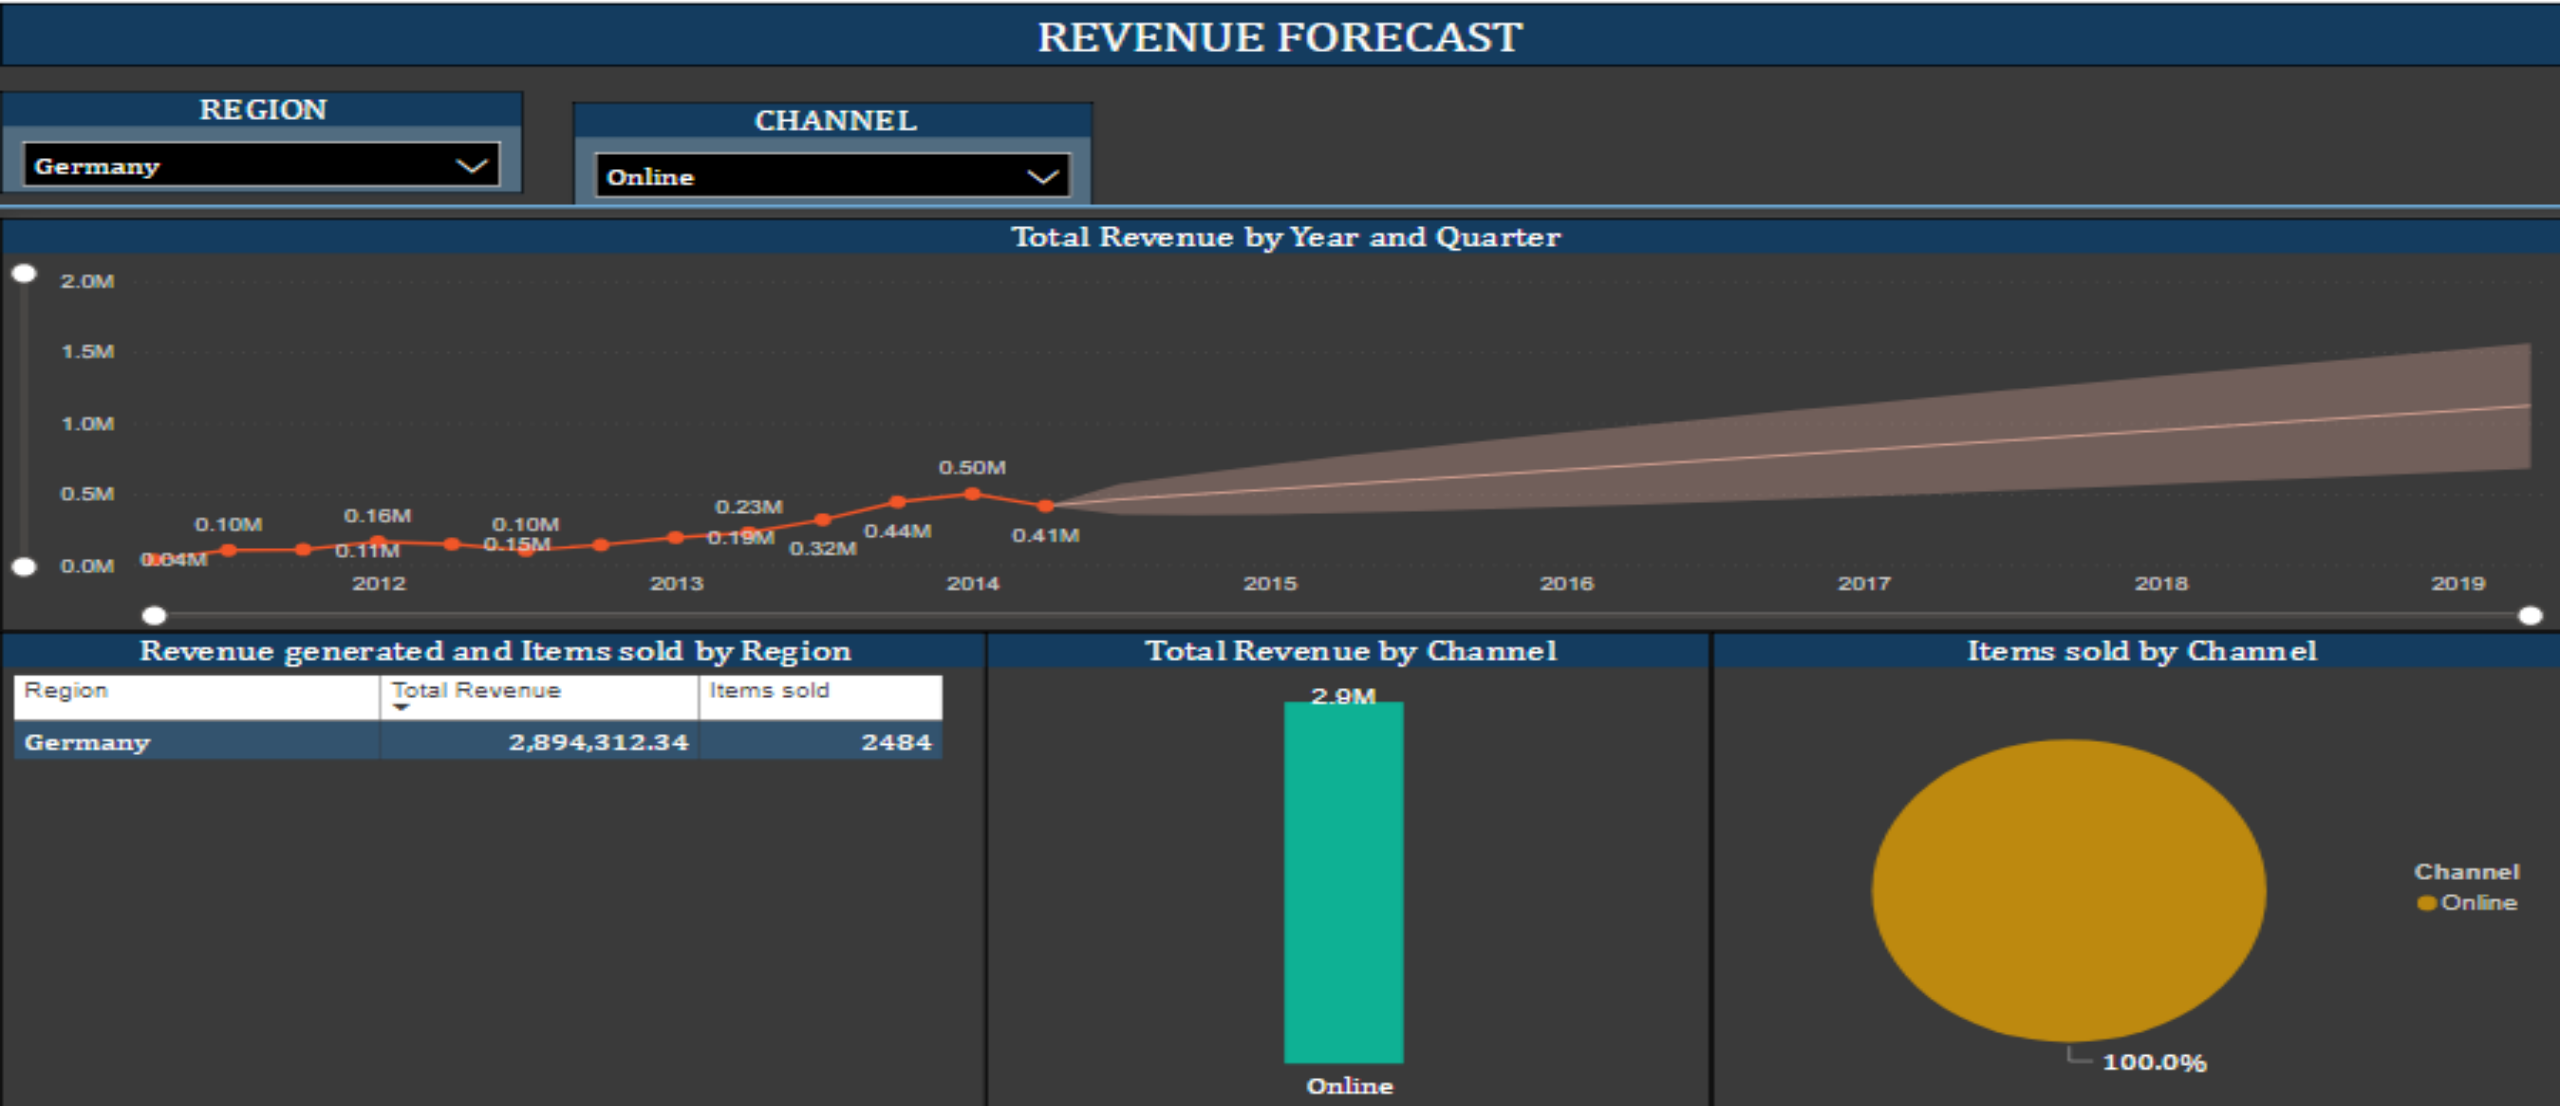 REVENUE FORECAST
REGION
Germany
CHANNEL
Online
Total Revenue by Year and Quarter
2.0M
1.5M
1.0M
0.5M
0.0M
0.04M
0.10M
0.16M
0.11M
0.10M
0.15M
0.23M
0.19M
0.32M
0.44M
0.50M
0.41M
2012 2013 2014 2015 2016 2017 2018 2019
Revenue generated and Items sold by Region
Region Total Revenue Items sold
Germany 2,894,312.34 2484
Total Revenue by Channel
2.9M
Online
Items sold by Channel
Channel
Online
100.0%